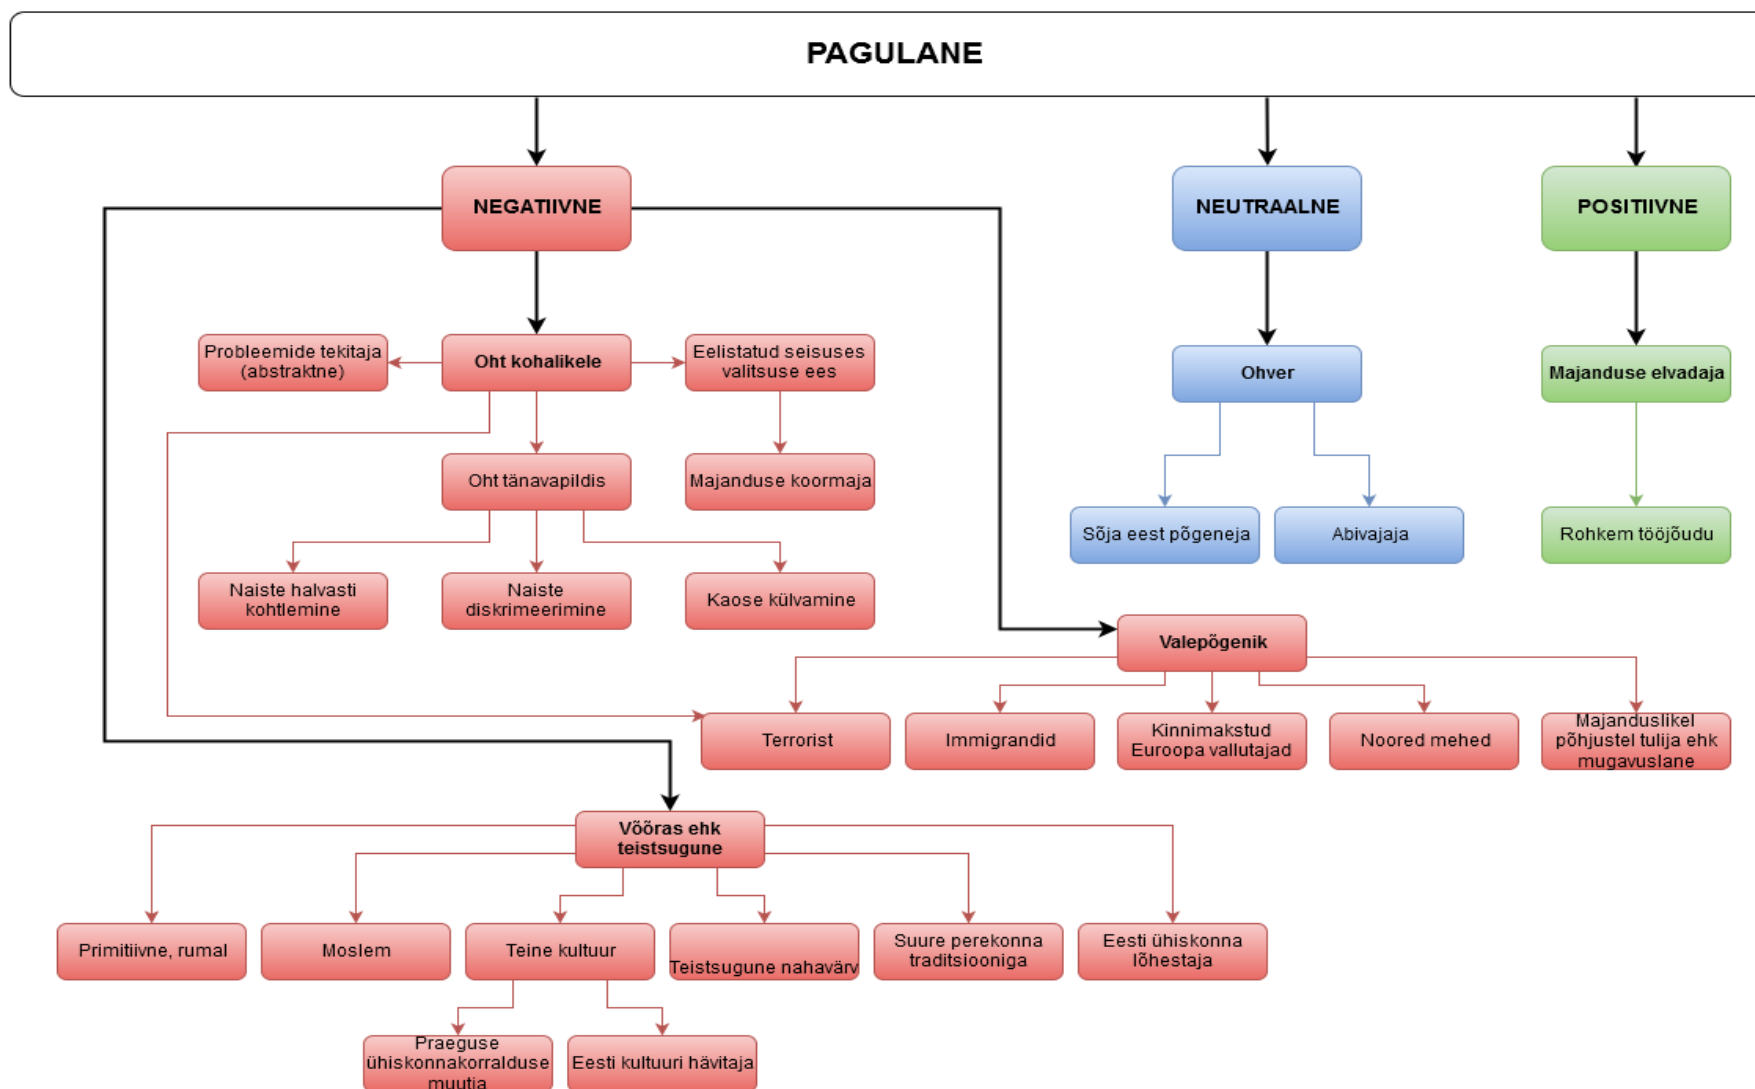 PAGULANE
NEGATIIVNE
NEUTRAALNE
POSITIIVNE
Probleemide tekitaja
(abstraktne)
Oht kohalikele
Eelistatud seisuses
valitsuse ees
Ohver
Majanduse elvadaja
Oht tänavapildis
Majanduse koormaja
Sõja eest põgeneja
Abivajaja
Rohkem tööjõudu
Naiste halvasti
kohtlemine
Naiste
diskrimeerimine
Kaose külvamine
Valepõgenik
Terrorist
Immigrandid
Kinnimakstud
Euroopa vallutajad
Noored mehed
Majanduslikel
põhjustel tulija ehk
mugavuslane
Võõras ehk
teistsugune
Primitiivne, rumal
Moslem
Teine kultuur
Teistsugune nahavärv
Suure perekonna
traditsiooniga
Eesti ühiskonna
lõhestaja
Praeguse
ühiskonnakorralduse
muutja
Eesti kultuuri hävitaja